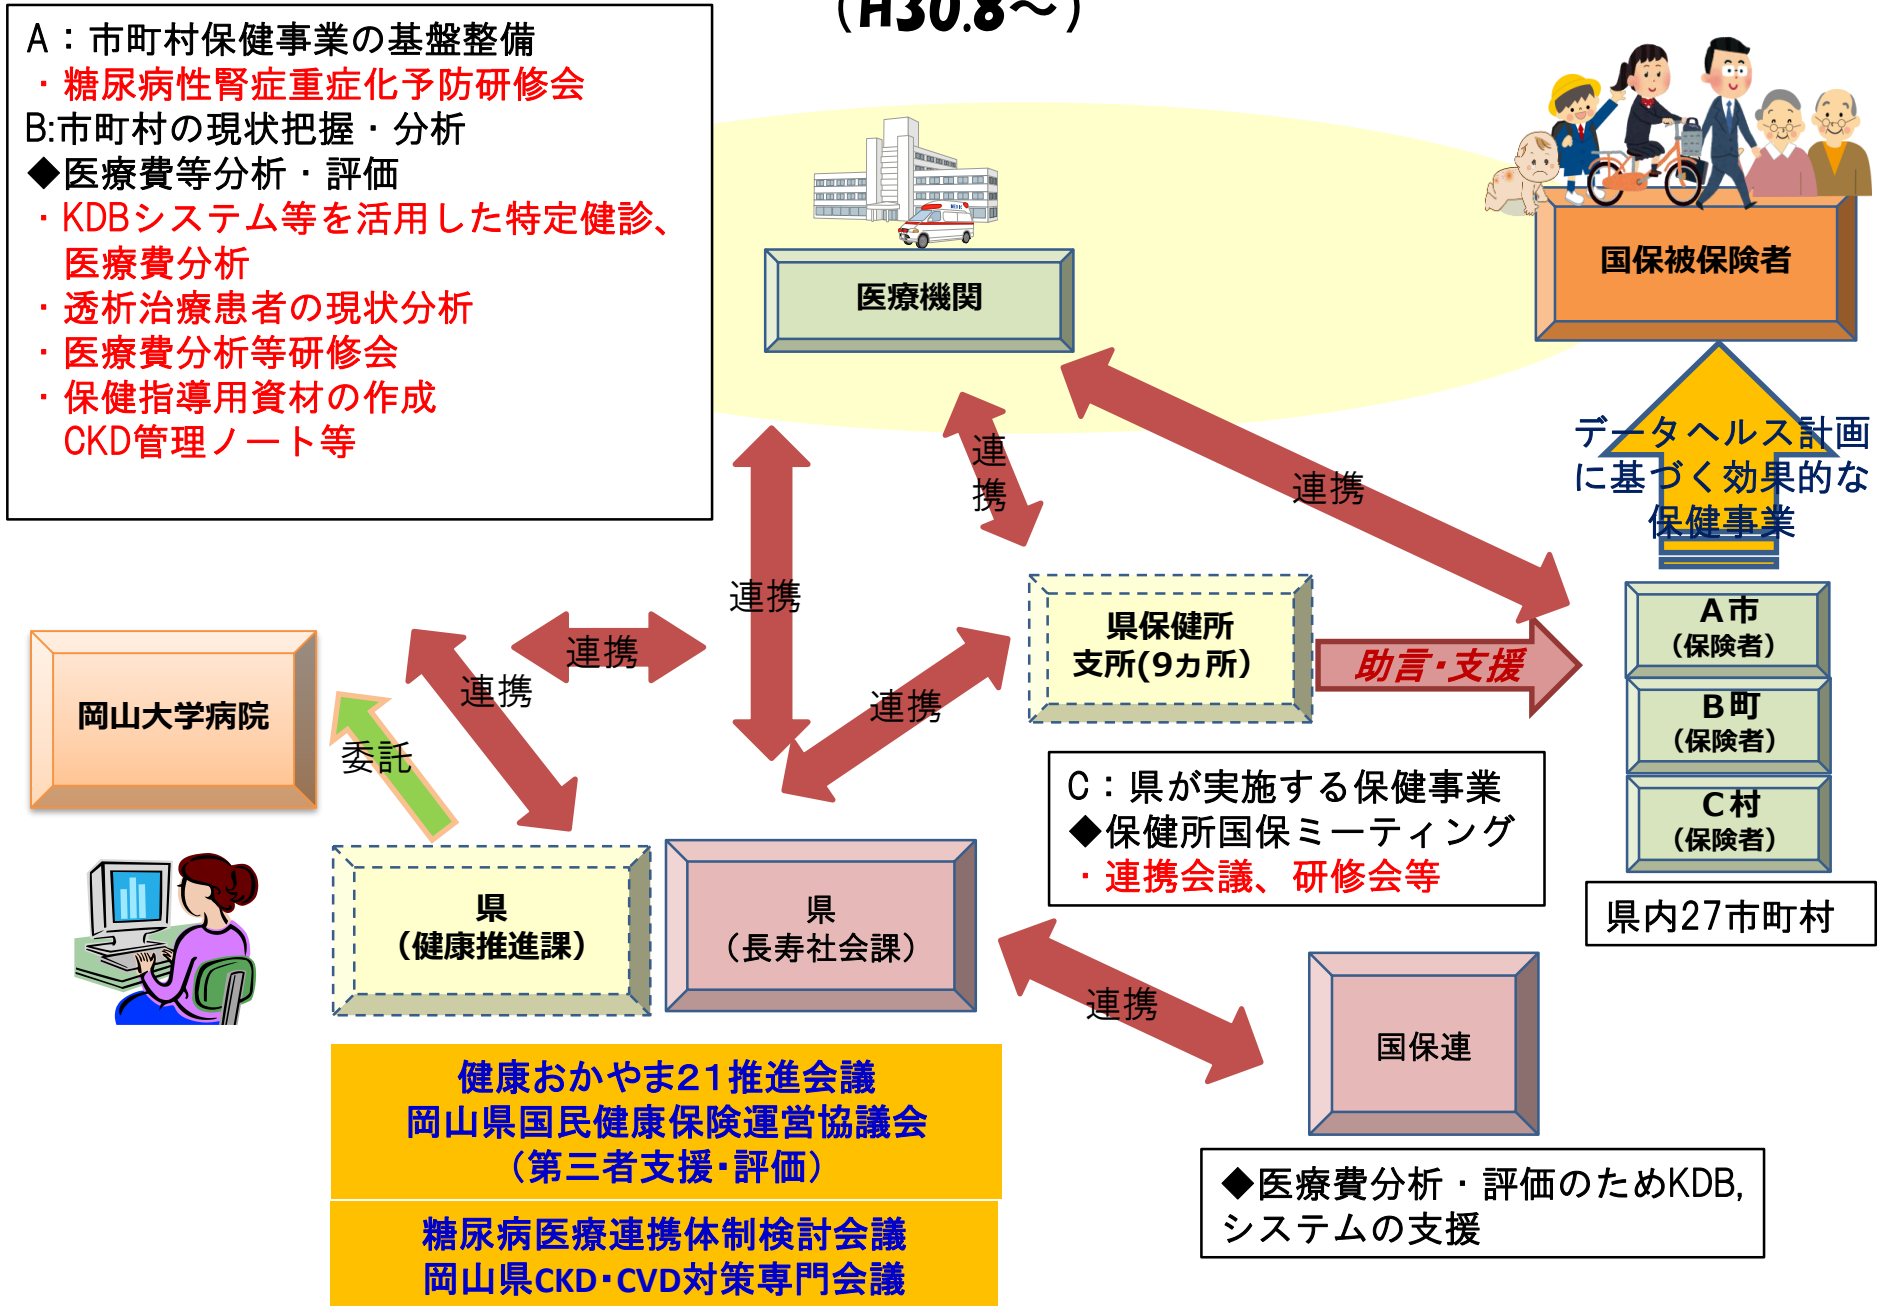 （H30.8～）
A：市町村保健事業の基盤整備
・糖尿病性腎症重症化予防研修会
B:市町村の現状把握・分析
◆医療費等分析・評価
・KDBシステム等を活用した特定健診、
医療費分析
・透析治療患者の現状分析
・医療費分析等研修会
・保健指導用資材の作成
CKD管理ノート等
医療機関
国保被保険者
データヘルス計画
に基づく効果的な
保健事業
連
携
連携
連携
連携
連携
連携
委託
岡山大学病院
県保健所
支所(9ヵ所)
助言・支援
A市
（保険者）
B町
（保険者）
C村
（保険者）
県内27市町村
C：県が実施する保健事業
◆保健所国保ミーティング
・連携会議、研修会等
県
（健康推進課）
県
（長寿社会課）
連携
国保連
◆医療費分析・評価のためKDB,
システムの支援
健康おかやま21推進会議
岡山県国民健康保険運営協議会
（第三者支援・評価）
糖尿病医療連携体制検討会議
岡山県CKD・CVD対策専門会議